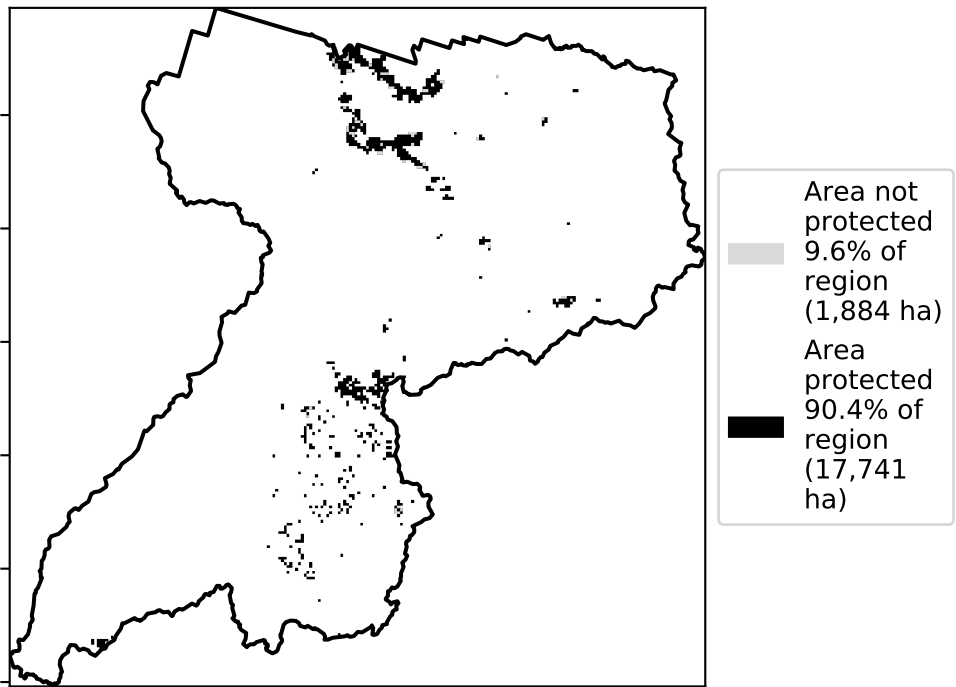 Area not
protected
9.6% of
region
(1,884 ha)
Area
protected
90.4% of
region
(17,741
ha)